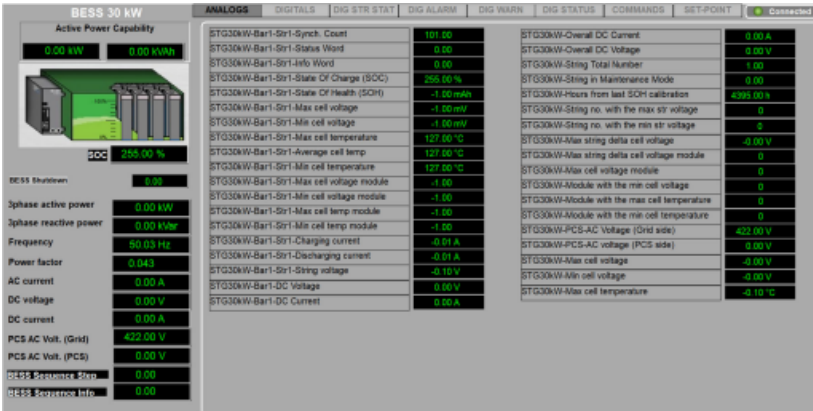 BESS 30 kW
Active Power Capability
0.00 kW
0.00 kVAh
100%
0%
SOC 255.00 %
BESS Shutdown 0.00
3phase active power 0.00 kW
3phase reactive power 0.00 kVar
Frequency 50.03 Hz
Power factor 0.043
AC current 0.00 A
DC voltage 0.00 V
DC current 0.00 A
PCS AC Volt. (Grid) 422.00 V
PCS AC Volt. (PCS) 0.00 V
BESS Sequence Step 0.00
BESS Sequence Info 0.00
ANALOGS DIGITALS DIG STR STAT DIG ALARM DIG WARN DIG STATUS COMMANDS SET-POINT Connected
STG30kW-Bar1-Str1-Synch. Count 101.00
STG30kW-Bar1-Str1-Status Word 0.00
STG30kW-Bar1-Str1-Info Word 0.00
STG30kW-Bar1-Str1-State Of Charge (SOC) 255.00 %
STG30kW-Bar1-Str1-State Of Health (SOH) -1.00 mAh
STG30kW-Bar1-Str1-Max cell voltage -1.00 mV
STG30kW-Bar1-Str1-Min cell voltage -1.00 mV
STG30kW-Bar1-Str1-Max cell temperature 127.00 °C
STG30kW-Bar1-Str1-Average cell temp 127.00 °C
STG30kW-Bar1-Str1-Min cell temperature 127.00 °C
STG30kW-Bar1-Str1-Max cell voltage module -1.00
STG30kW-Bar1-Str1-Min cell voltage module -1.00
STG30kW-Bar1-Str1-Max cell temp module -1.00
STG30kW-Bar1-Str1-Min cell temp module -1.00
STG30kW-Bar1-Str1-Charging current -0.01 A
STG30kW-Bar1-Str1-Discharging current -0.01 A
STG30kW-Bar1-Str1-String voltage -0.10 V
STG30kW-Bar1-DC Voltage 0.00 V
STG30kW-Bar1-DC Current 0.00 A
STG30kW-Overall DC Current 0.00 A
STG30kW-Overall DC Voltage 0.00 V
STG30kW-String Total Number 1.00
STG30kW-String in Maintenance Mode 0.00
STG30kW-Hours from last SOH calibration 4395.00 h
STG30kW-String no. with the max str voltage 0
STG30kW-String no. with the min str voltage 0
STG30kW-Max string delta cell voltage -0.00 V
STG30kW-Max string delta cell voltage module 0
STG30kW-Max cell voltage module 0
STG30kW-Module with the min cell voltage 0
STG30kW-Module with the mas cell temperature 0
STG30kW-Module with the min cell temperature 0
STG30kW-PCS-AC Voltage (Grid side) 422.00 V
STG30kW-PCS-AC voltage (PCS side) 0.00 V
STG30kW-Max cell voltage -0.00 V
STG30kW-Min cell voltage -0.00 V
STG30kW-Max cell temperature -0.10 °C